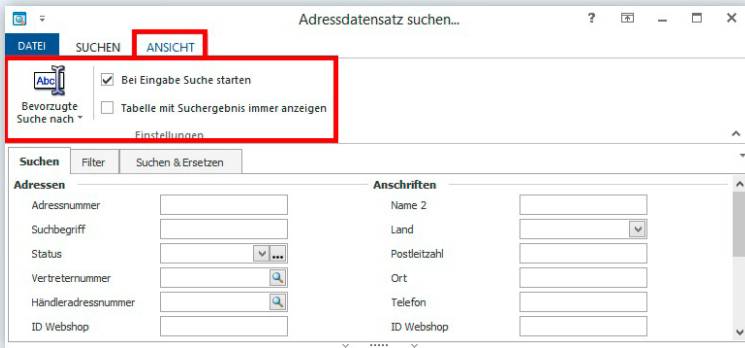 Adressdatensatz suchen...
DATEI SUCHEN ANSICHT
Abc
Bevorzugte
Suche nach
Bei Eingabe Suche starten
Tabelle mit Suchergebnis immer anzeigen
Einstellungen
Suchen Filter Suchen & Ersetzen
Adressen Anschriften
Adressnummer Name 2
Suchbegriff Land
Status ... Postleitzahl
Vertreternummer Ort
Händleradressnummer Telefon
ID Webshop ID Webshop